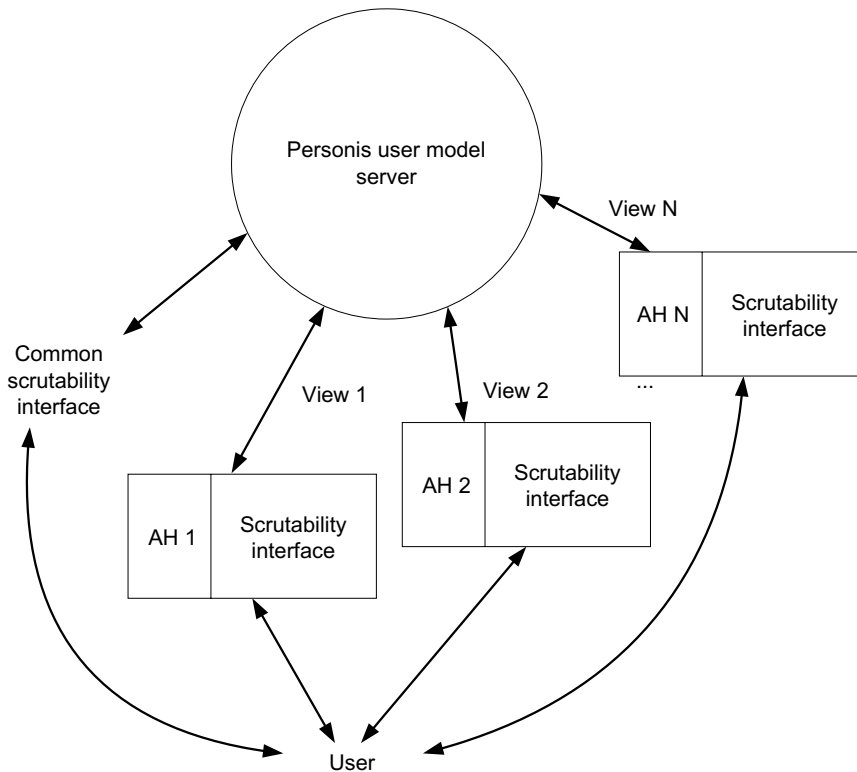 Personis user model
server
View N
AH N
Scrutability
interface
...
Common
scrutability
interface
View 1
View 2
AH 2
Scrutability
interface
AH 1
Scrutability
interface
User